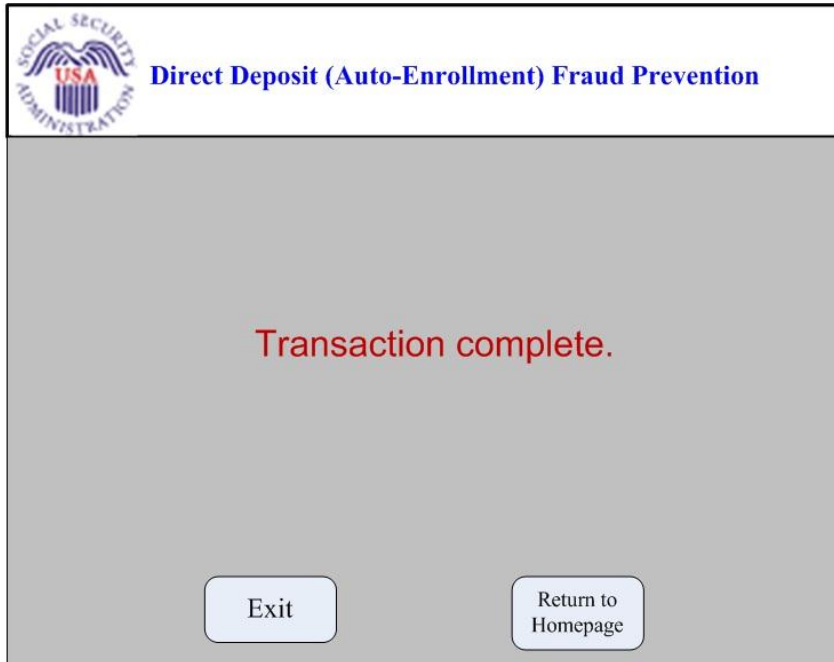 SOCIAL SECURITY
USA
ADMINISTRATION
Direct Deposit (Auto-Enrollment) Fraud Prevention
Transaction complete.
Exit
Return to
Homepage